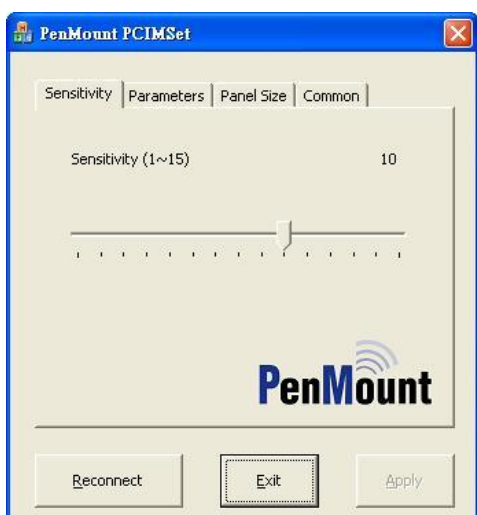 PenMount PCIMSet
Sensitivity Parameters Panel Size Common
Sensitivity (1~15) 10
PenMount
Reconnect Exit Apply